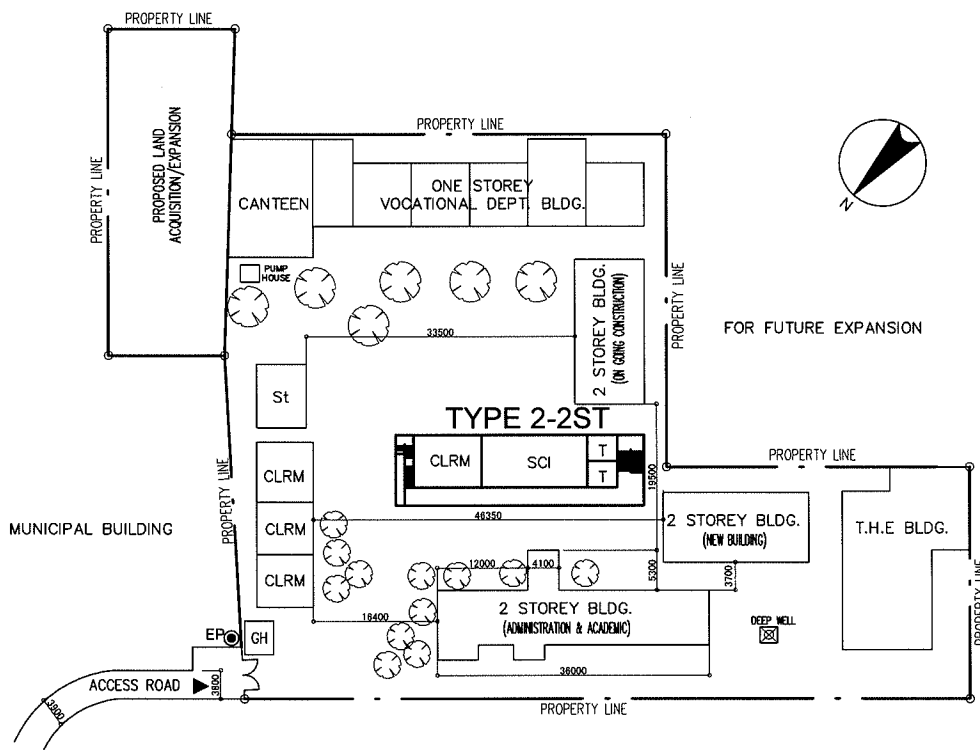 PROPERTY LINE
PROPERTY LINE
PROPOSED LAND
ACQUISITION/EXPANSION
PROPERTY LINE
CANTEEN
ONE STOREY
VOCATIONAL DEPT. BLDG.
N
PUMP
HOUSE
2 STOREY BLDG.
(ON GOING CONSTRUCTION)
PROPERTY LINE
FOR FUTURE EXPANSION
33500
St
TYPE 2-2ST
CLRM
SCI
T
T
19500
PROPERTY LINE
CLRM
CLRM
CLRM
PROPERTY LINE
MUNICIPAL BUILDING
46350
2 STOREY BLDG.
(NEW BUILDING)
T.H.E BLDG.
12000
4100
5300
3700
16400
2 STOREY BLDG.
(ADMINISTRATION & ACADEMIC)
DEEP WELL
PROPERTY LINE
EP
GH
36000
ACCESS ROAD
3800
3800
PROPERTY LINE